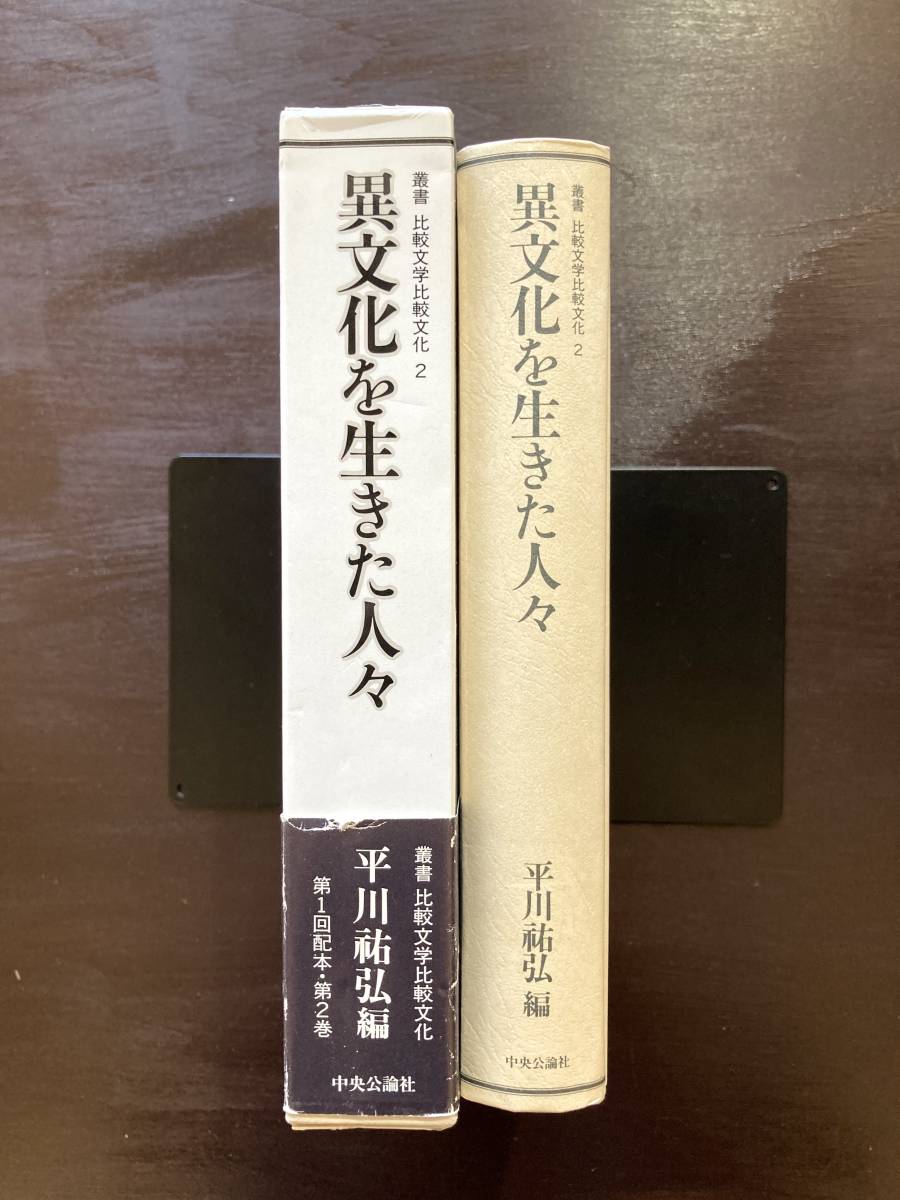 叢書 比較文学比較文化 2
異文化を生きた人々
叢書 比較文学比較文化
平川祐弘編
第1回配本・第2巻
中央公論社
叢書 比較文学比較文化 2
異文化を生きた人々
平川祐弘 編
中央公論社